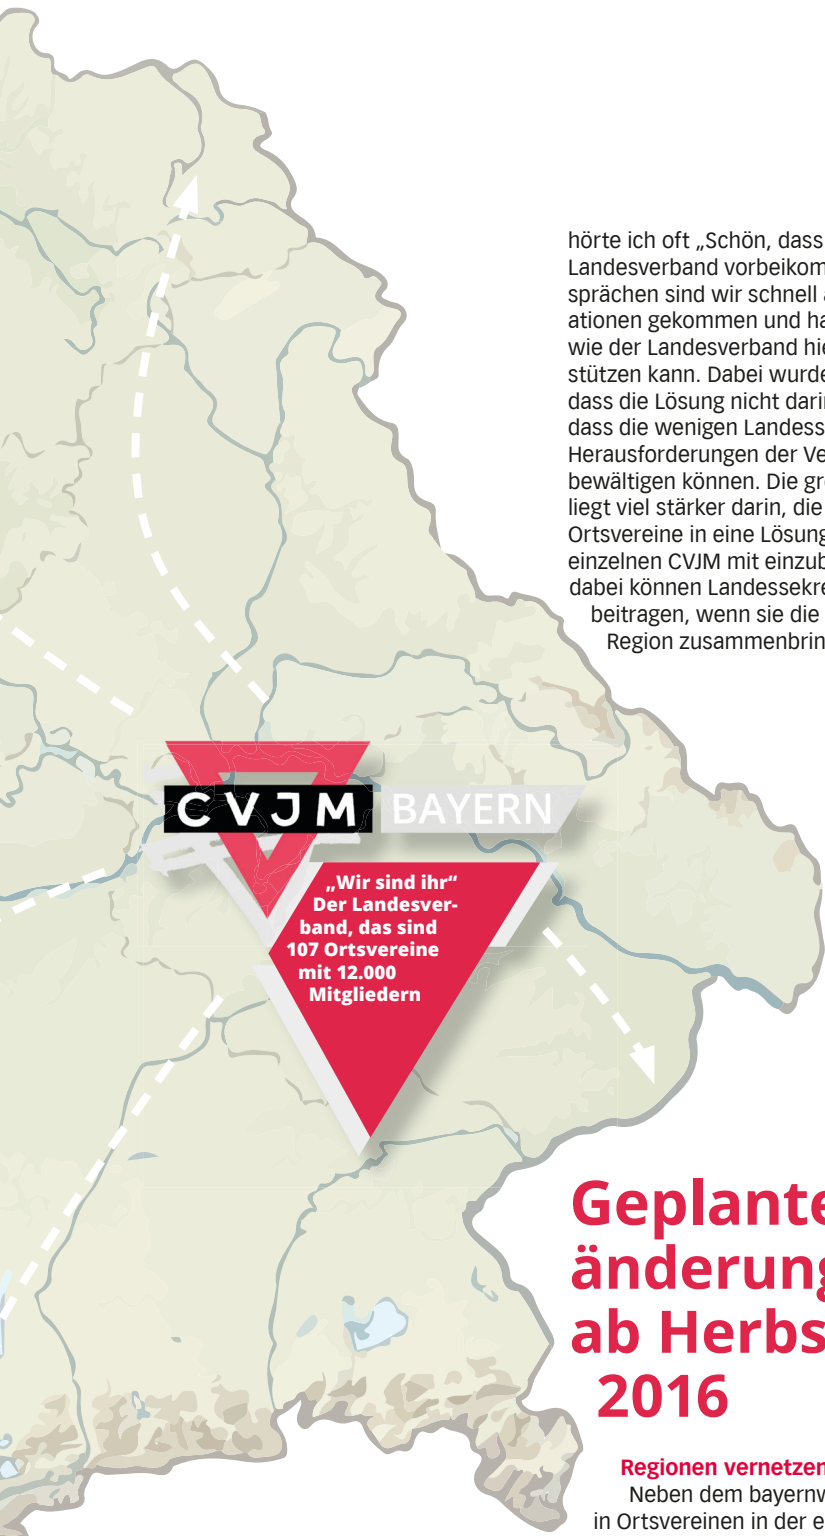 hörte ich oft „Schön, dass
Landesverband vorbeikom
sprächen sind wir schnell
ationen gekommen und ha
wie der Landesverband hie
stützen kann. Dabei wurde
dass die Lösung nicht darin
dass die wenigen Landess
Herausforderungen der Ve
bewältigen können. Die gr
liegt viel stärker darin, die
Ortsvereine in eine Lösung
einzelnen CVJM mit einzub
dabei können Landessekre
beitragen, wenn sie die
Region zusammenbrin
CVJM BAYERN
„Wir sind ihr“
Der Landesver-
band, das sind
107 Ortsvereine
mit 12.000
Mitgliedern
Geplante
änderung
ab Herbs
2016
Regionen vernetzen
Neben dem bayernw
in Ortsvereinen in der e